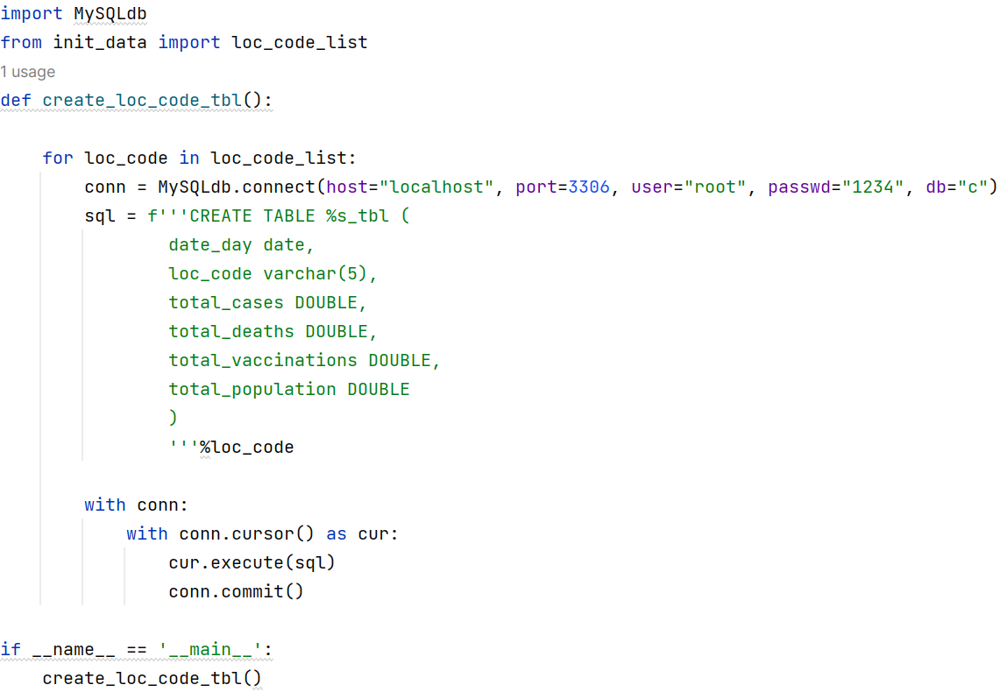 import MySQLdb
from init_data import loc_code_list
1 usage
def create_loc_code_tbl():
    for loc_code in loc_code_list:
        conn = MySQLdb.connect(host="localhost", port=3306, user="root", passwd="1234", db="c")
        sql = f'''CREATE TABLE %s_tbl (
                date_day date,
                loc_code varchar(5),
                total_cases DOUBLE,
                total_deaths DOUBLE,
                total_vaccinations DOUBLE,
                total_population DOUBLE
                )
                '''%loc_code
        with conn:
            with conn.cursor() as cur:
                cur.execute(sql)
                conn.commit()
if __name__ == '__main__':
    create_loc_code_tbl()